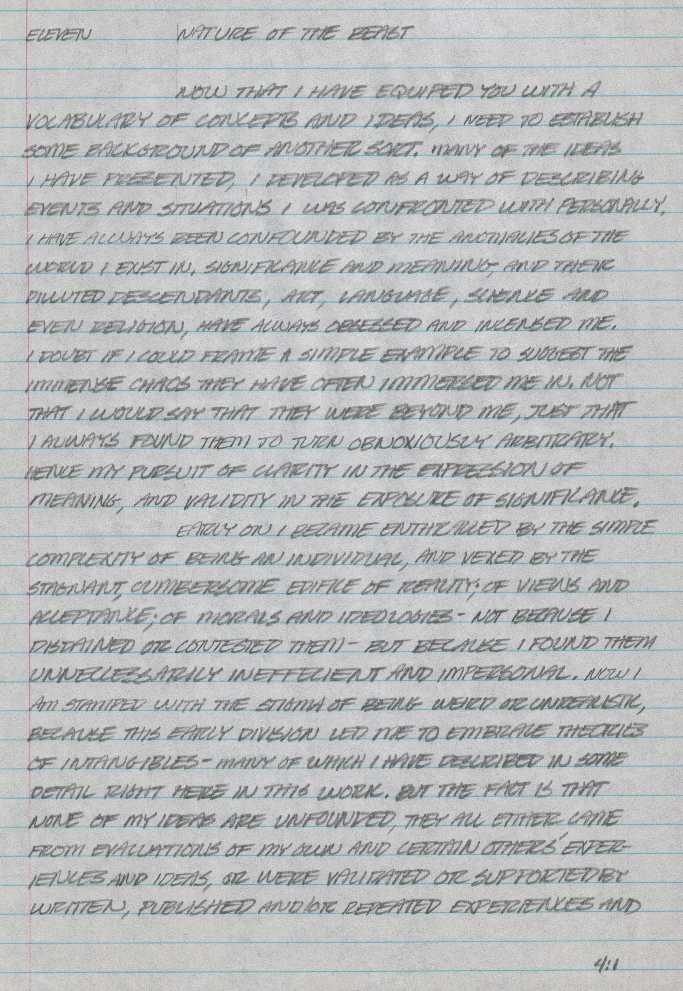 ELEVEN NATURE OF THE BEAST
NOW THAT I HAVE EQUIPED YOU WITH A
VOCABULARY OF CONCEPTS AND IDEAS, I NEED TO ESTABLISH
SOME BACKGROUND OF ANOTHER SORT. MANY OF THE IDEAS
I HAVE PRESENTED, I DEVELOPED AS A WAY OF DESCRIBING
EVENTS AND SITUATIONS I WAS CONFRONTED WITH PERSONALLY.
I HAVE ALLWAYS BEEN CONFOUNDED BY THE ANOMALIES OF THE
WORLD I EXIST IN. SIGNIFICANCE AND MEANING, AND THEIR
DILLUTED DESCENDANTS, ART, LANGUAGE, SCIENCE AND
EVEN RELIGION, HAVE ALWAYS OBSESSED AND INCENSED ME.
I DOUBT IF I COULD FRAME A SIMPLE EXAMPLE TO SUGGEST THE
IMMENSE CHAOS THEY HAVE OFTEN IMMERSED ME IN. NOT
THAT I WOULD SAY THAT THEY WERE BEYOND ME, JUST THAT
I ALWAYS FOUND THEM TO TURN OBNOXIOUSLY ARBITRARY.
HENCE MY PURSUIT OF CLARITY IN THE EXPRESSION OF
MEANING, AND VALIDITY IN THE EXPOSURE OF SIGNIFICANCE.
EARLY ON I BECAME ENTHRALLED BY THE SIMPLE
COMPLEXITY OF BEING AN INDIVIDUAL, AND VEXED BY THE
STAGNANT, CUMBERSOME EDIFICE OF REALITY; OF VIEWS AND
ACCEPTANCE; OF MORALS AND IDEOLOGIES - NOT BECAUSE I
DISTAINED OR CONTESTED THEM - BUT BECAUSE I FOUND THEM
UNNECESSARILY INEFFECIENT AND IMPERSONAL. NOW I
AM STAMPED WITH THE STIGMA OF BEING WEIRD OR UNREALISTIC,
BECAUSE THIS EARLY DIVISION LED ME TO EMBRACE THEORIES
OF INTANGIBLES - MANY OF WHICH I HAVE DESCRIBED IN SOME
DETAIL RIGHT HERE IN THIS WORK. BUT THE FACT IS THAT
NONE OF MY IDEAS ARE UNFOUNDED, THEY ALL EITHER CAME
FROM EVALUATIONS OF MY OWN AND CERTAIN OTHERS' EXPER-
IENCES AND IDEAS, OR WERE VALIDATED OR SUPPORTED BY
WRITTEN, PUBLISHED AND/OR REPEATED EXPERIENCES AND
4:1